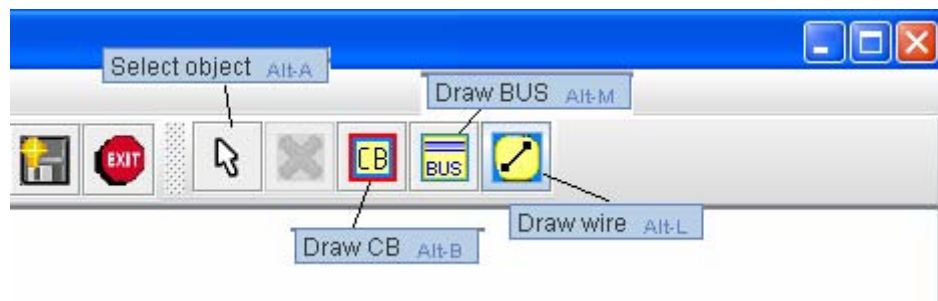 Select object Alt-A
Draw BUS Alt-M
EXIT
CB
BUS
Draw wire Alt-L
Draw CB Alt-B